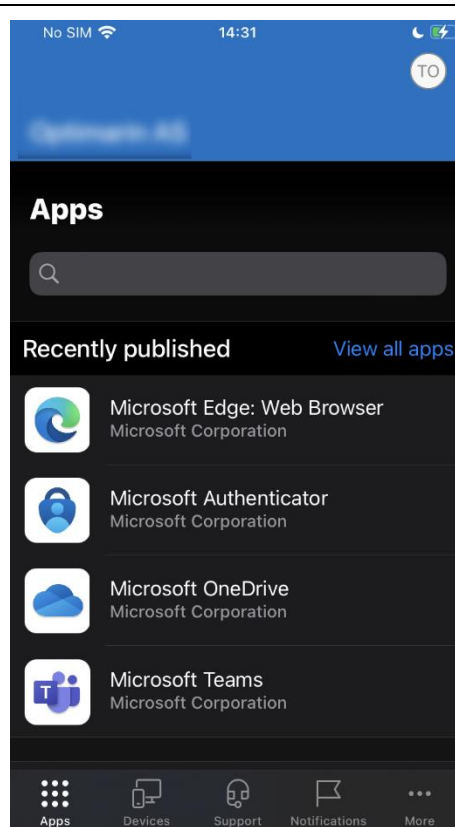 No SIM 14:31
TO
Apps
Recently published View all apps
Microsoft Edge: Web Browser
Microsoft Corporation
Microsoft Authenticator
Microsoft Corporation
Microsoft OneDrive
Microsoft Corporation
T Microsoft Teams
Microsoft Corporation
Apps Devices Support Notifications More